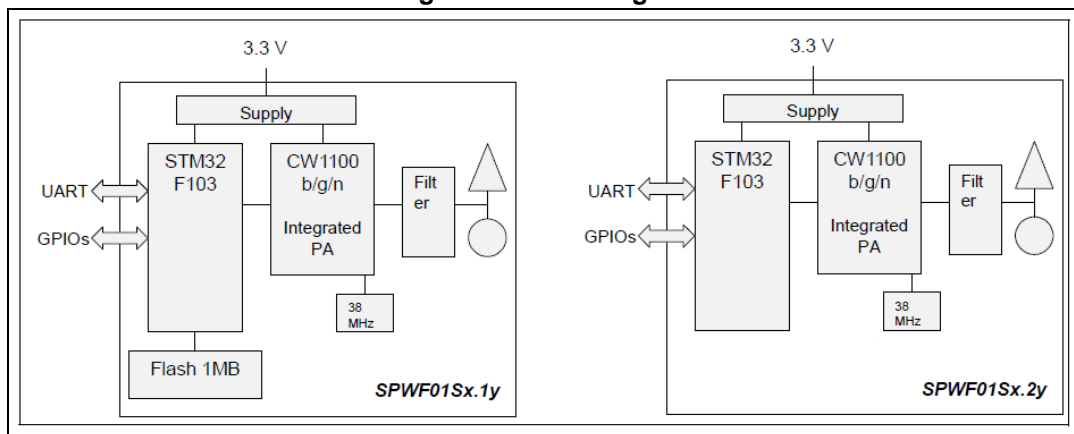 3.3 V
Supply
STM32
F103
CW1100
b/g/n
Integrated
PA
Filt
er
UART
GPIOs
38
MHz
Flash 1MB
SPWF01Sx.1y
3.3 V
Supply
STM32
F103
CW1100
b/g/n
Integrated
PA
Filt
er
UART
GPIOs
38
MHz
SPWF01Sx.2y